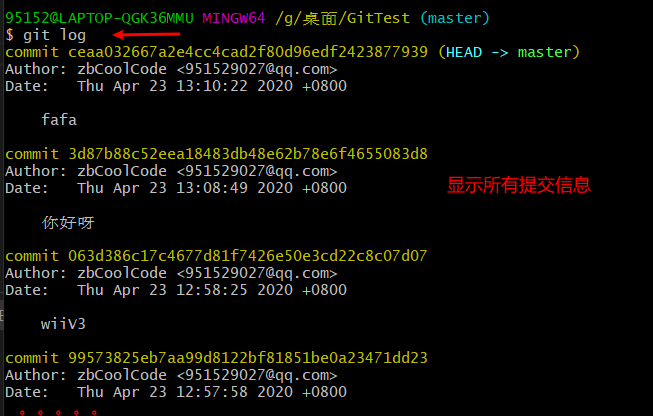 95152@LAPTOP-QGK36MMU MINGW64 /g/桌面/GitTest (master)
$ git log
commit ceaa032667a2e4cc4cad2f80d96edf2423877939 (HEAD -> master)
Author: zbCoolCode <951529027@qq.com>
Date:   Thu Apr 23 13:10:22 2020 +0800
fafa
commit 3d87b88c52eea18483db48e62b78e6f4655083d8
Author: zbCoolCode <951529027@qq.com>
Date:   Thu Apr 23 13:08:49 2020 +0800
显示所有提交信息
你好呀
commit 063d386c17c4677d81f7426e50e3cd22c8c07d07
Author: zbCoolCode <951529027@qq.com>
Date:   Thu Apr 23 12:58:25 2020 +0800
wiiV3
commit 99573825eb7aa99d8122bf81851be0a23471dd23
Author: zbCoolCode <951529027@qq.com>
Date:   Thu Apr 23 12:57:58 2020 +0800